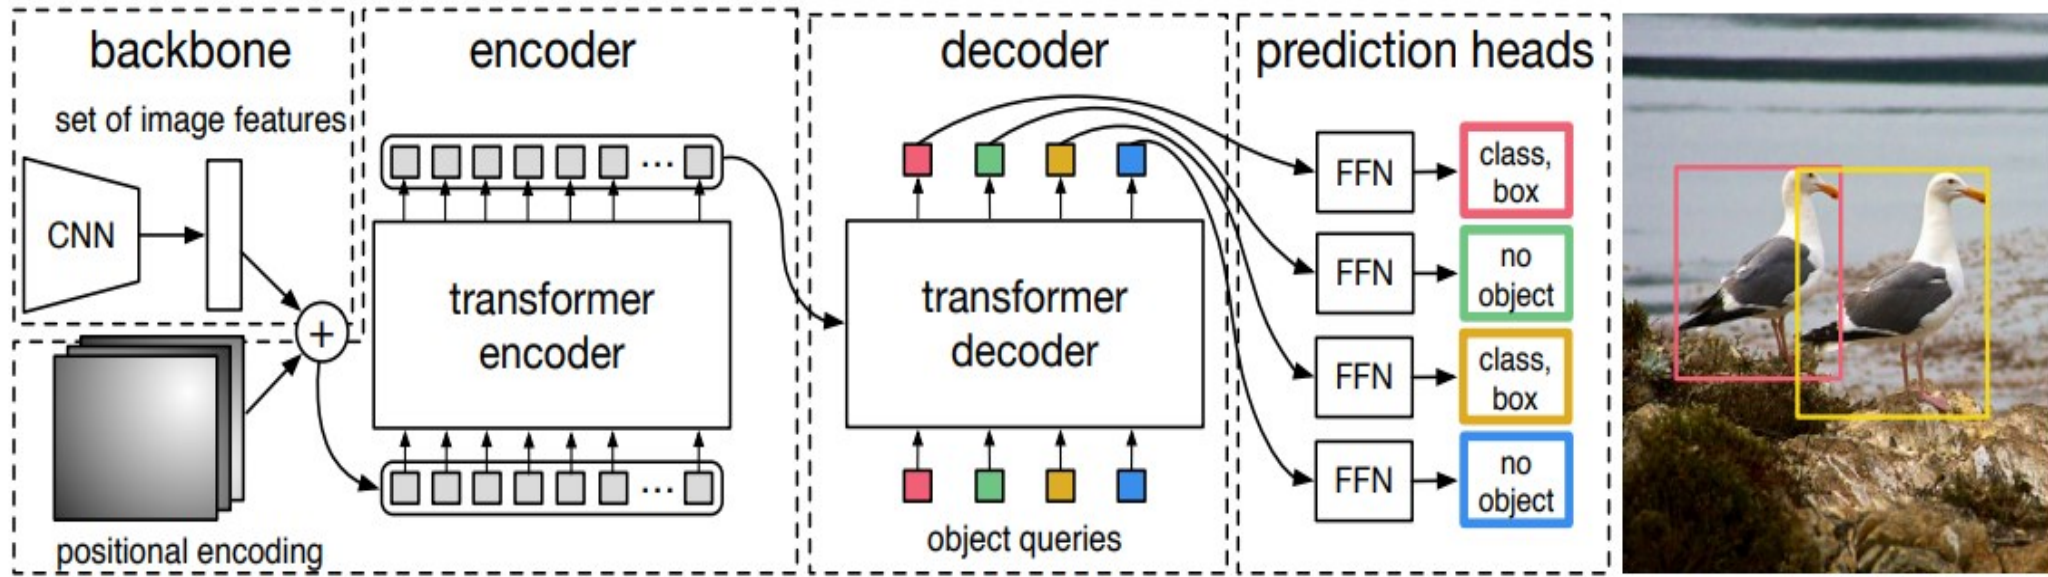 backbone
set of image features
CNN
+
positional encoding
encoder
...
transformer
encoder
...
decoder
transformer
decoder
object queries
prediction heads
FFN
class,
box
FFN
no
object
FFN
class,
box
FFN
no
object